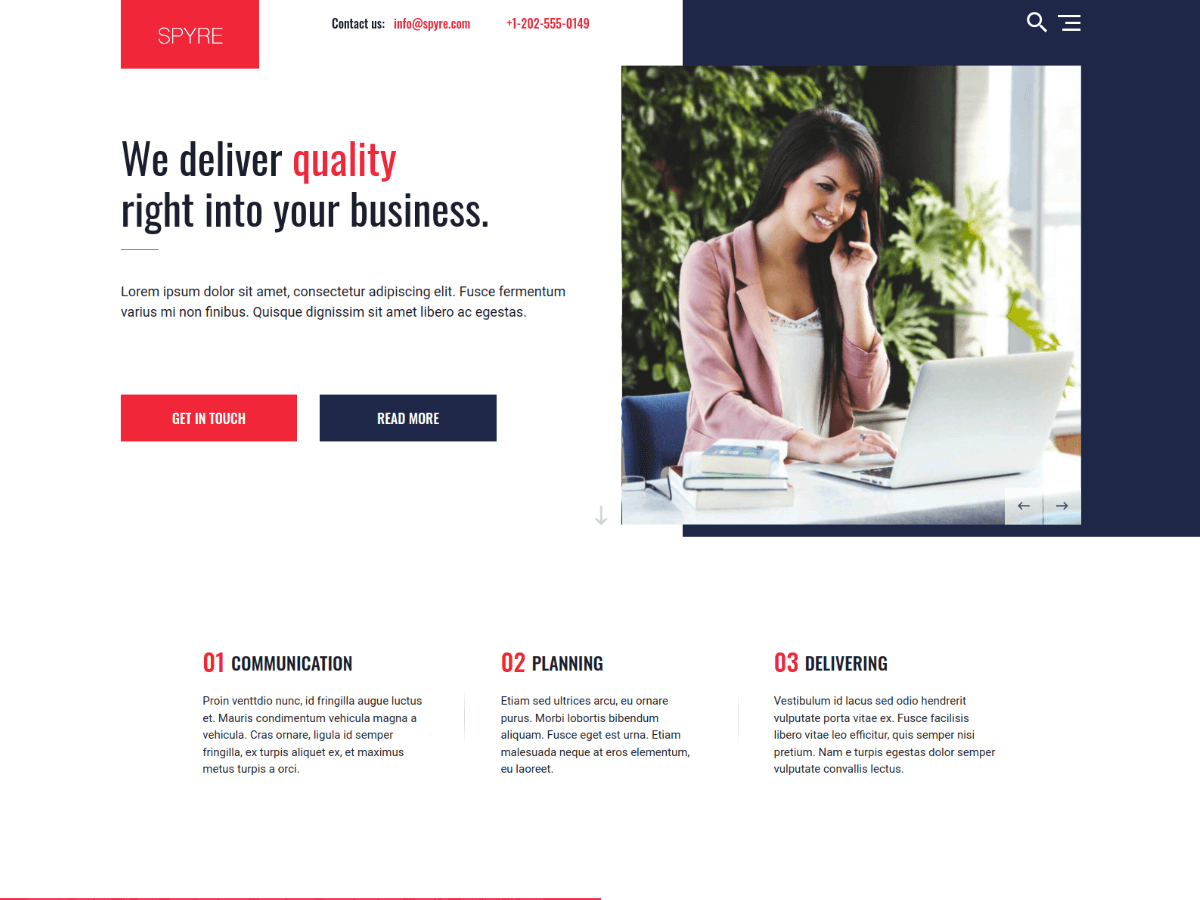 SPYRE
Contact us: info@spyre.com +1-202-555-0149
We deliver quality
right into your business.
Lorem ipsum dolor sit amet, consectetur adipiscing elit. Fusce fermentum
varius mi non finibus. Quisque dignissim sit amet libero ac egestas.
GET IN TOUCH
READ MORE
01 COMMUNICATION
Proin venttdio nunc, id fringilla augue luctus
et. Mauris condimentum vehicula magna a
vehicula. Cras ornare, ligula id semper
fringilla, ex turpis aliquet ex, et maximus
metus turpis a orci.
02 PLANNING
Etiam sed ultrices arcu, eu ornare
purus. Morbi lobortis bibendum
aliquam. Fusce eget est urna. Etiam
malesuada neque at eros elementum,
eu laoreet.
03 DELIVERING
Vestibulum id lacus sed odio hendrerit
vulputate porta vitae ex. Fusce facilisis
libero vitae leo efficitur, quis semper nisi
pretium. Nam e turpis egestas dolor semper
vulputate convallis lectus.